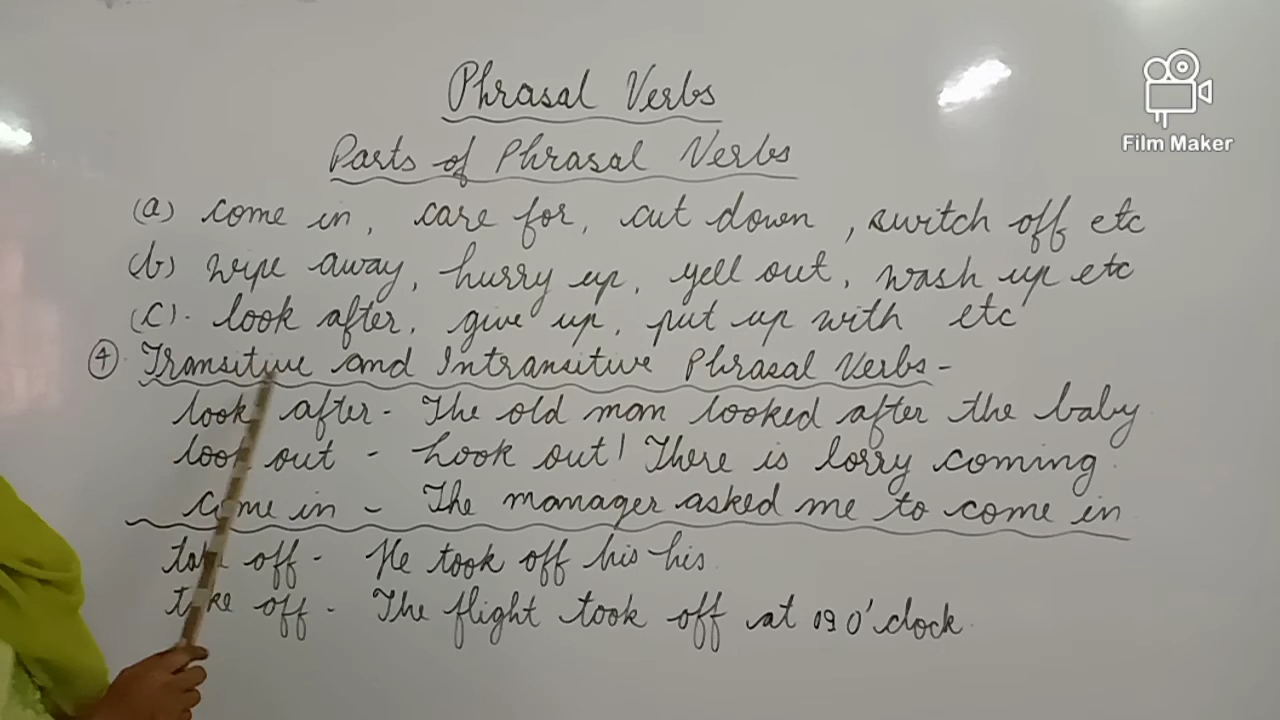 Phrasal Verbs
Film Maker
Parts of Phrasal Verbs
(a) come in, care for, cut down, switch off etc
(b) wipe away, hurry up, yell out, wash up etc
(c). look after, give up, put up with etc
④ Transitive and Intransitive Phrasal Verbs -
look after - The old man looked after the baby
look out - Look out! There is lorry coming.
come in - The manager asked me to come in
take off - He took off his his
take off - The flight took off at 09 O'clock.